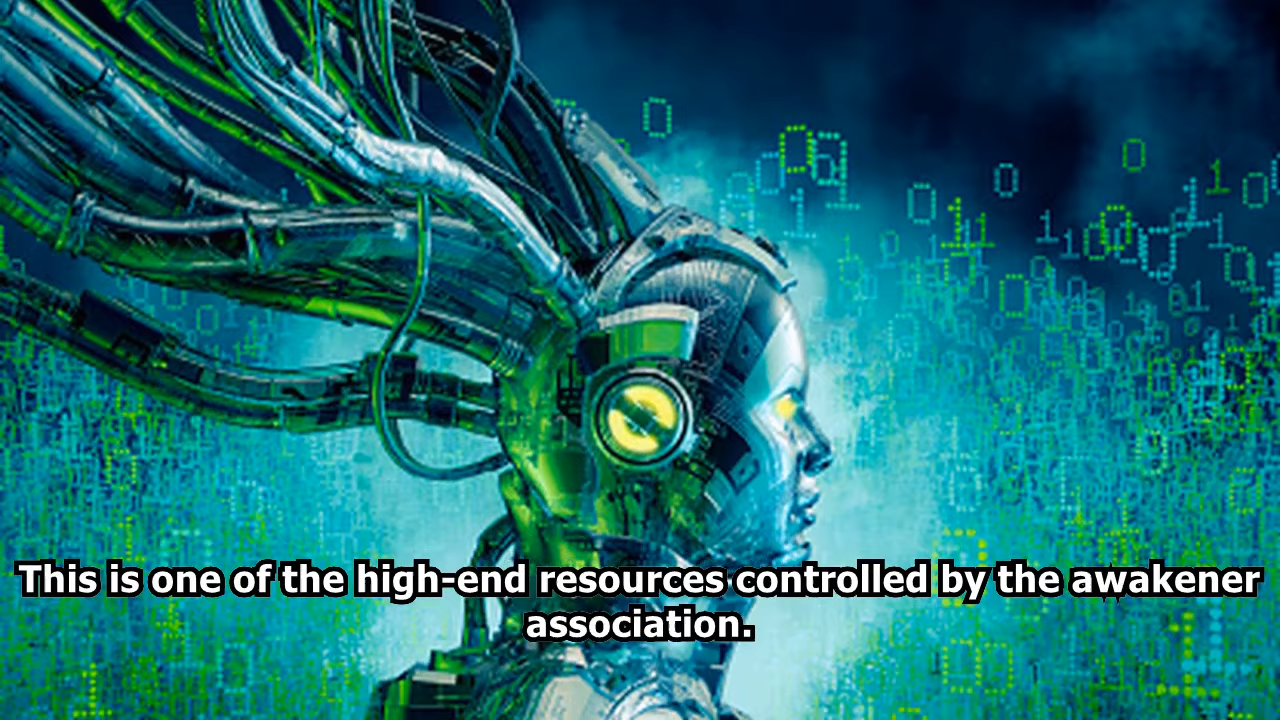 This is one of the high-end resources controlled by the awakener
association.